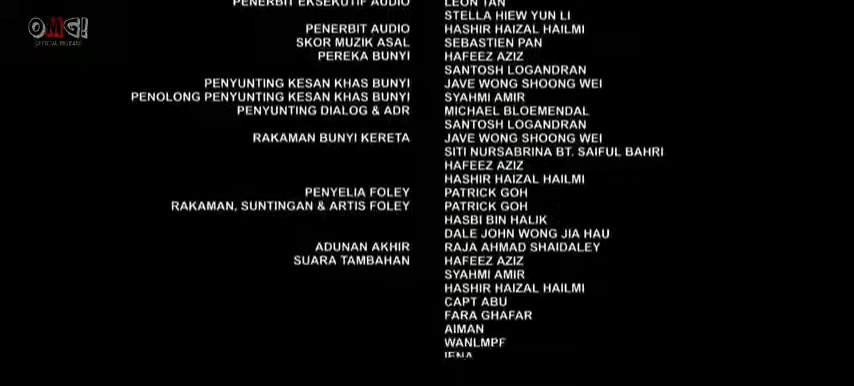 OMG!
OFFICIAL RELEASE
PENERBIT EKSEKUTIF AUDIO LEON TAN
STELLA HIEW YUN LI
PENERBIT AUDIO HASHIR HAIZAL HAILMI
SKOR MUZIK ASAL SEBASTIEN PAN
PEREKA BUNYI HAFEEZ AZIZ
SANTOSH LOGANDRAN
PENYUNTING KESAN KHAS BUNYI JAVE WONG SHOONG WEI
PENOLONG PENYUNTING KESAN KHAS BUNYI SYAHMI AMIR
PENYUNTING DIALOG & ADR MICHAEL BLOEMENDAL
SANTOSH LOGANDRAN
RAKAMAN BUNYI KERETA JAVE WONG SHOONG WEI
SITI NURSABRINA BT. SAIFUL BAHRI
HAFEEZ AZIZ
HASHIR HAIZAL HAILMI
PENYELIA FOLEY PATRICK GOH
RAKAMAN, SUNTINGAN & ARTIS FOLEY PATRICK GOH
HASBI BIN HALIK
DALE JOHN WONG JIA HAU
ADUNAN AKHIR RAJA AHMAD SHAIDALEY
SUARA TAMBAHAN HAFEEZ AZIZ
SYAHMI AMIR
HASHIR HAIZAL HAILMI
CAPT ABU
FARA GHAFAR
AIMAN
WANLMPF